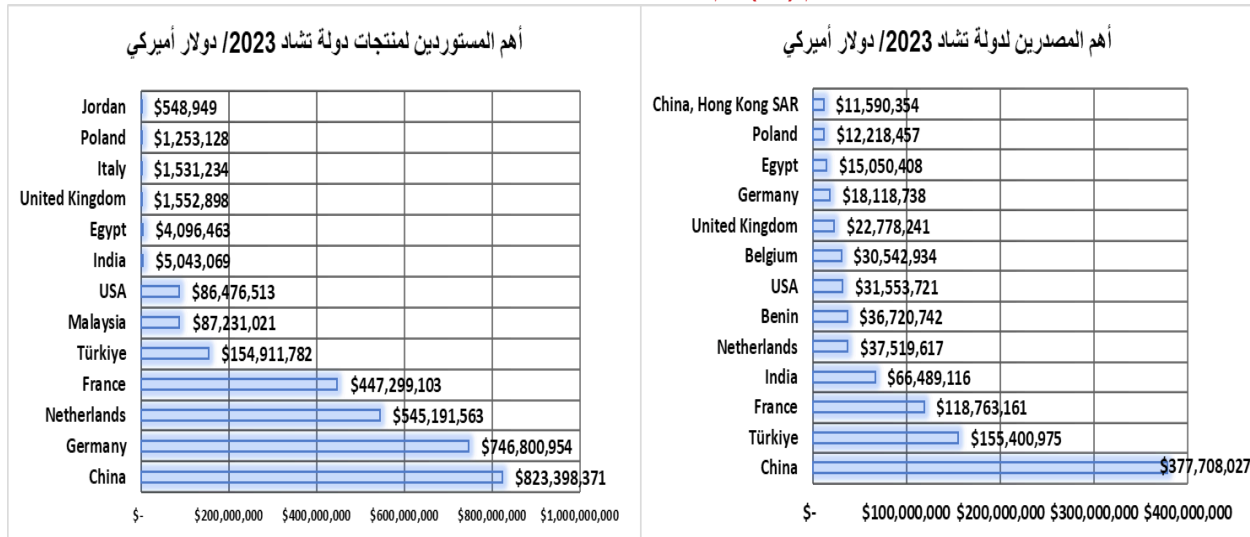 أهم المستوردين لمنتجات دولة تشاد 2023/ دولار أميركي
Jordan $548,949
Poland $1,253,128
Italy $1,531,234
United Kingdom $1,552,898
Egypt $4,096,463
India $5,043,069
USA $86,476,513
Malaysia $87,231,021
Türkiye $154,911,782
France $447,299,103
Netherlands $545,191,563
Germany $746,800,954
China $823,398,371
$- $200,000,000 $400,000,000 $600,000,000 $800,000,000 $1,000,000,000
أهم المصدرين لدولة تشاد 2023/ دولار أميركي
China, Hong Kong SAR $11,590,354
Poland $12,218,457
Egypt $15,050,408
Germany $18,118,738
United Kingdom $22,778,241
Belgium $30,542,934
USA $31,553,721
Benin $36,720,742
Netherlands $37,519,617
India $66,489,116
France $118,763,161
Türkiye $155,400,975
China $377,708,027
$- $100,000,000 $200,000,000 $300,000,000 $400,000,000